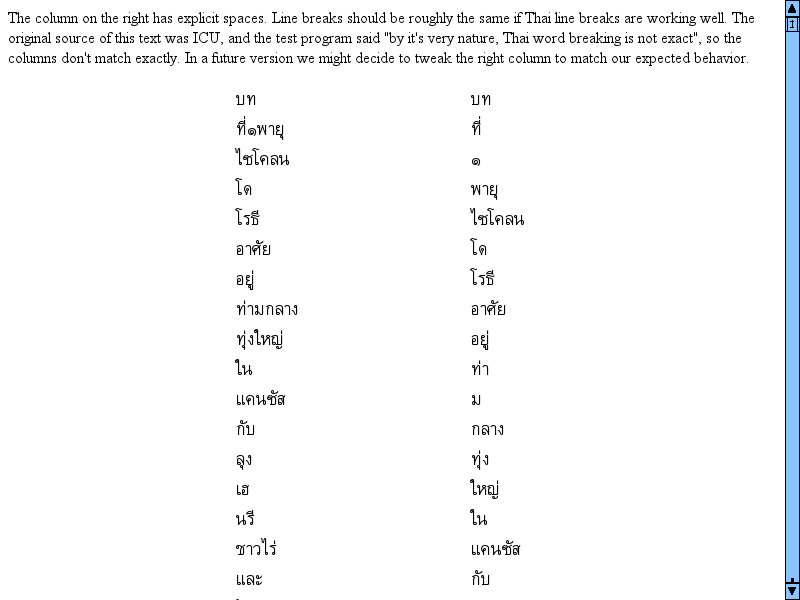 The column on the right has explicit spaces. Line breaks should be roughly the same if Thai line breaks are working well. The
original source of this text was ICU, and the test program said "by it's very nature, Thai word breaking is not exact", so the
columns don't match exactly. In a future version we might decide to tweak the right column to match our expected behavior.
บท
ที่๑พายุ
ไซโคลน
โด
โรธี
อาศัย
อยู่
ท่ามกลาง
ทุ่งใหญ่
ใน
แคนซัส
กับ
ลุง
เฮ
นรี
ชาวไร่
และ
บท
ที่
๑
พายุ
ไซโคลน
โด
โรธี
อาศัย
อยู่
ท่า
ม
กลาง
ทุ่ง
ใหญ่
ใน
แคนซัส
กับ